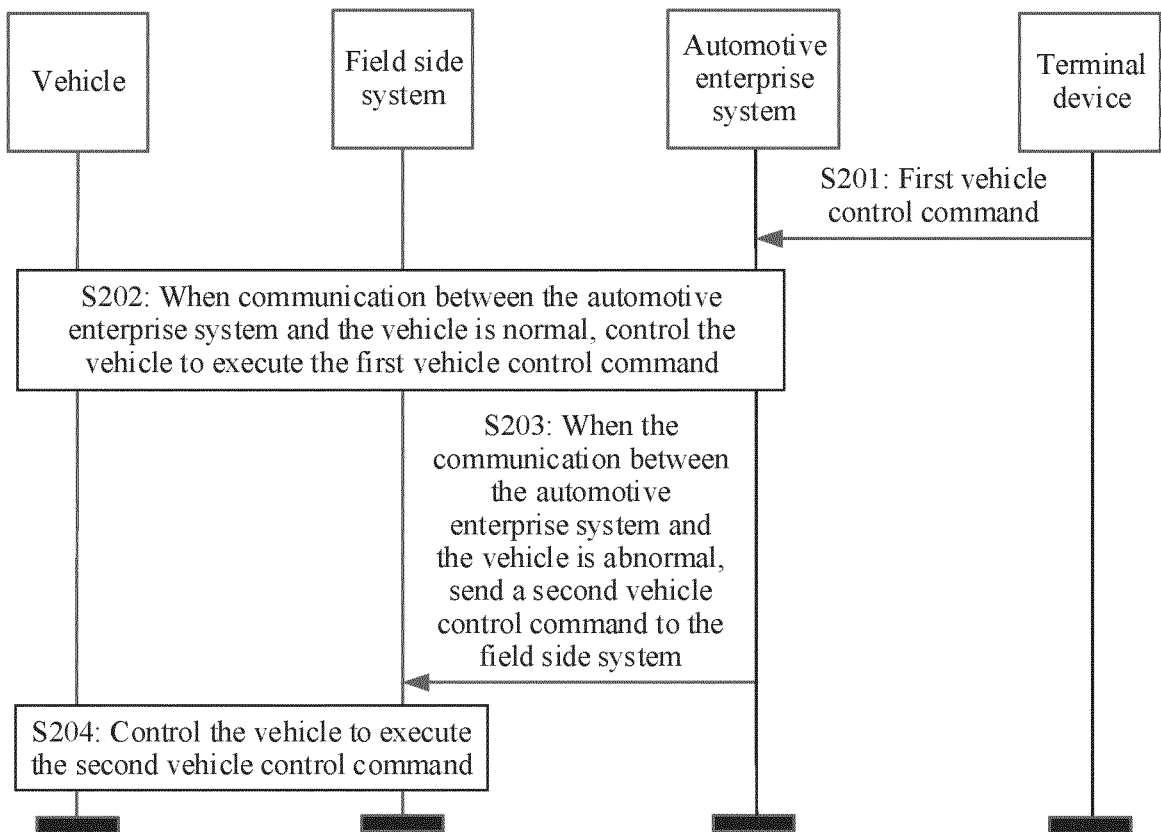 Vehicle
Field side
system
Automotive
enterprise
system
Terminal
device
S201: First vehicle
control command
S202: When communication between the automotive
enterprise system and the vehicle is normal, control the
vehicle to execute the first vehicle control command
S203: When the
communication between
the automotive
enterprise system and
the vehicle is abnormal,
send a second vehicle
control command to the
field side system
S204: Control the vehicle to execute
the second vehicle control command